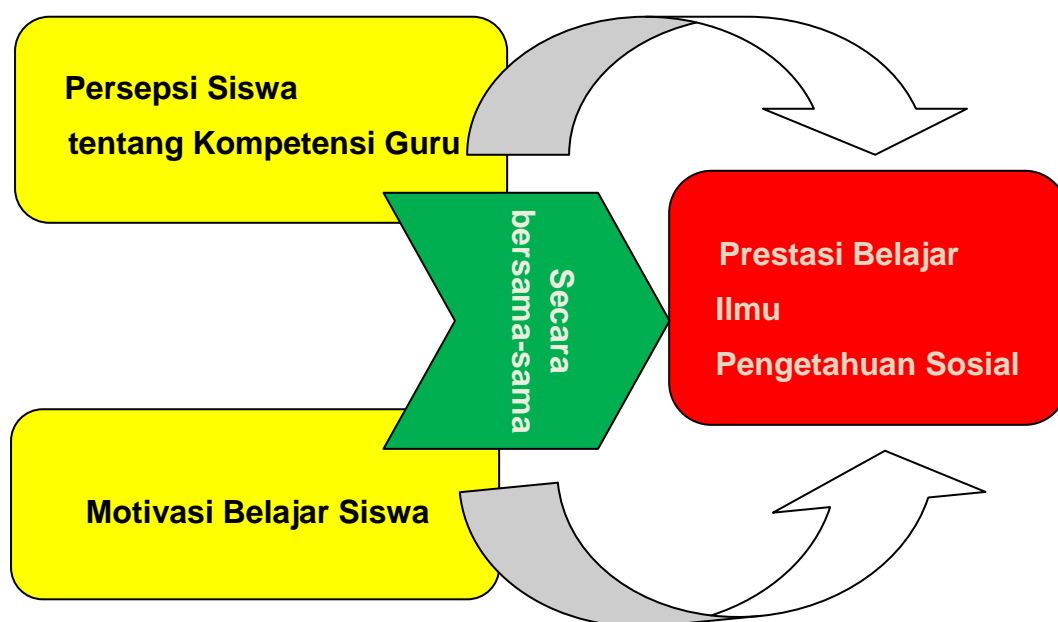 Persepsi Siswa
tentang Kompetensi Guru
Secara
bersama-sama
Prestasi Belajar
Ilmu
Pengetahuan Sosial
Motivasi Belajar Siswa